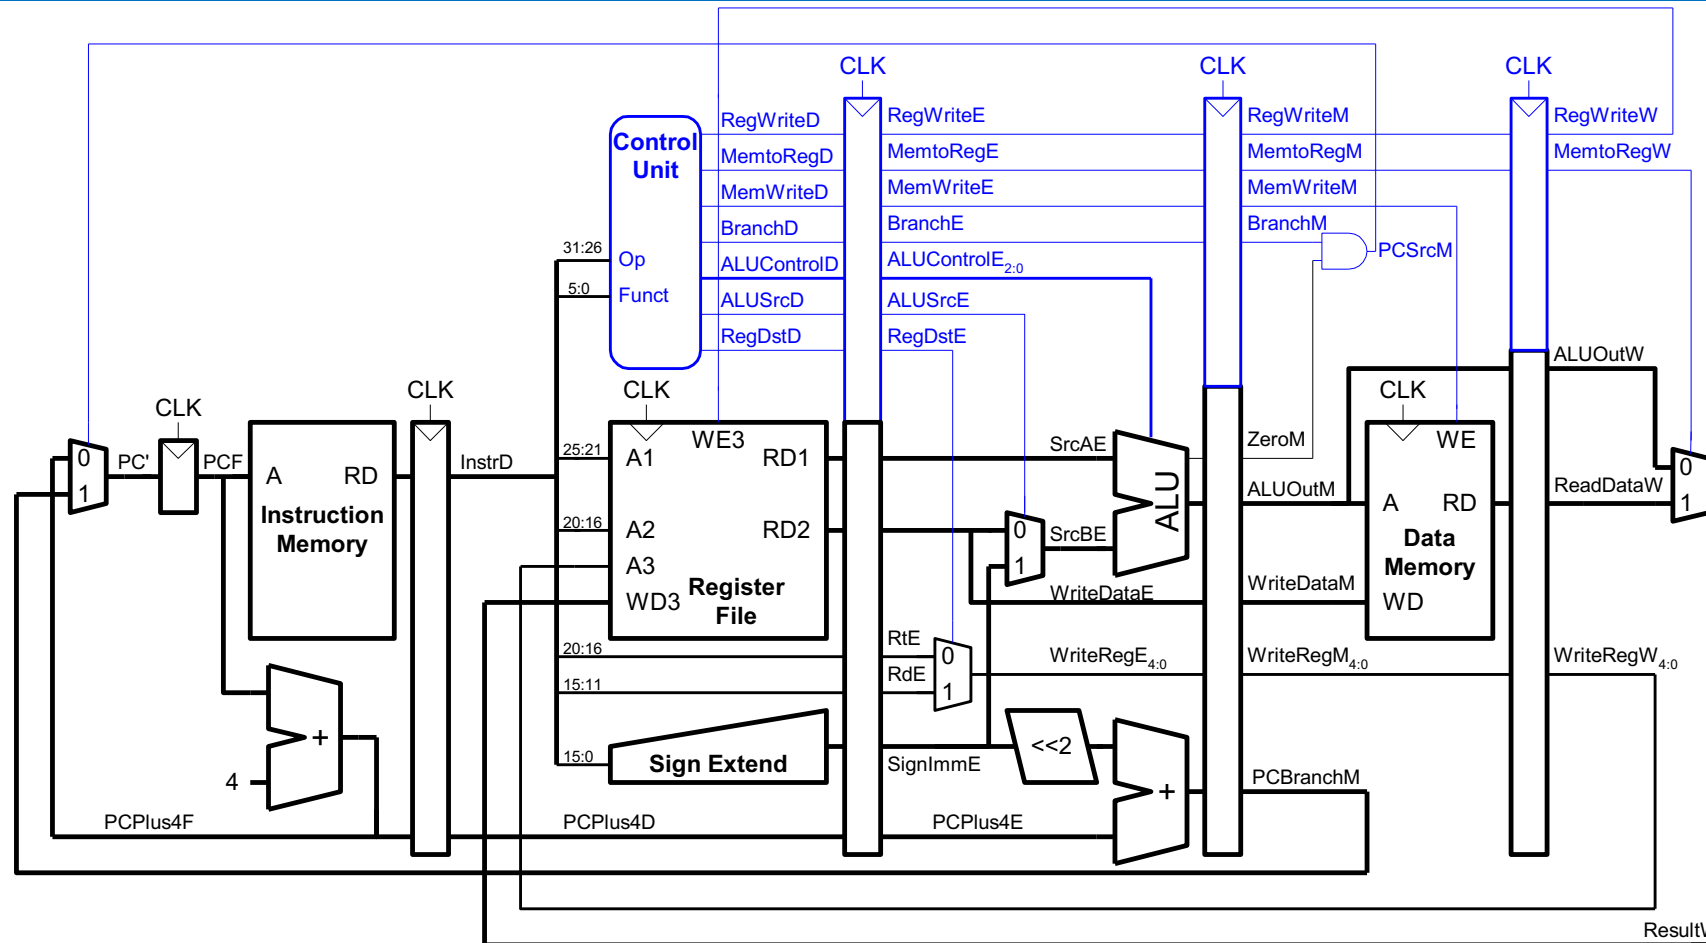 CLK
CLK
CLK
Control
Unit
Op
Funct
31:26
5:0
RegWriteD
MemtoRegD
MemWriteD
BranchD
ALUControlD
ALUSrcD
RegDstD
RegWriteE
MemtoRegE
MemWriteE
BranchE
ALUControlE2:0
ALUSrcE
RegDstE
RegWriteM
MemtoRegM
MemWriteM
BranchM
PCSrcM
RegWriteW
MemtoRegW
CLK
CLK
CLK
CLK
0
1
PC'
PCF
A
RD
Instruction
Memory
InstrD
25:21
20:16
20:16
15:11
15:0
WE3
A1
RD1
A2
RD2
A3
WD3
Register
File
Sign Extend
SrcAE
0
1
SrcBE
ALU
WriteDataE
RtE
RdE
0
1
WriteRegE4:0
SignImmE
<<2
+
ZeroM
ALUOutM
WriteDataM
WriteRegM4:0
PCBranchM
WE
A
RD
Data
Memory
WD
ALUOutW
ReadDataW
0
1
WriteRegW4:0
+
4
PCPlus4F
PCPlus4D
PCPlus4E